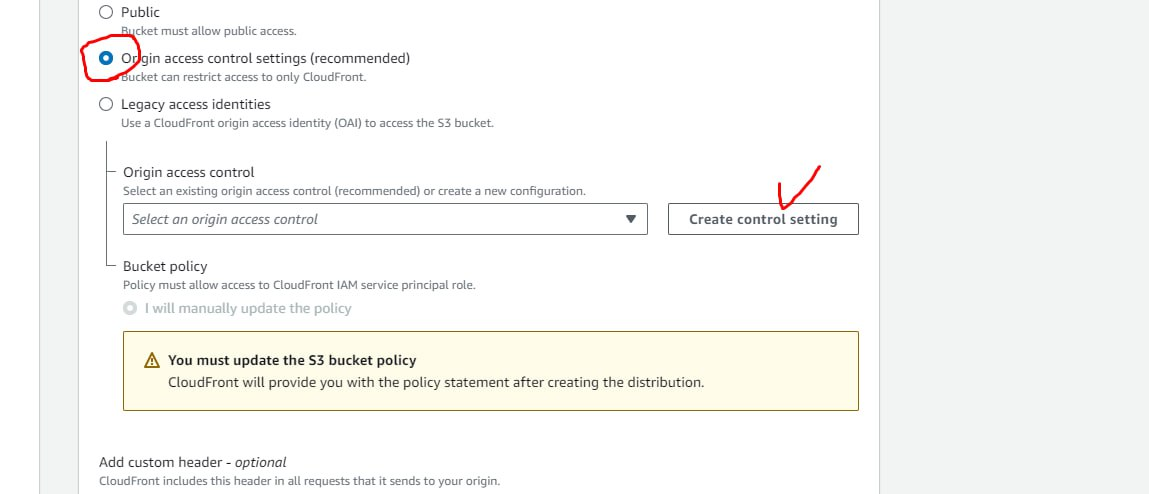 Public
Bucket must allow public access.
Origin access control settings (recommended)
Bucket can restrict access to only CloudFront.
Legacy access identities
Use a CloudFront origin access identity (OAI) to access the S3 bucket.
Origin access control
Select an existing origin access control (recommended) or create a new configuration.
Select an origin access control
Create control setting
Bucket policy
Policy must allow access to CloudFront IAM service principal role.
I will manually update the policy
You must update the S3 bucket policy
CloudFront will provide you with the policy statement after creating the distribution.
Add custom header - optional
CloudFront includes this header in all requests that it sends to your origin.